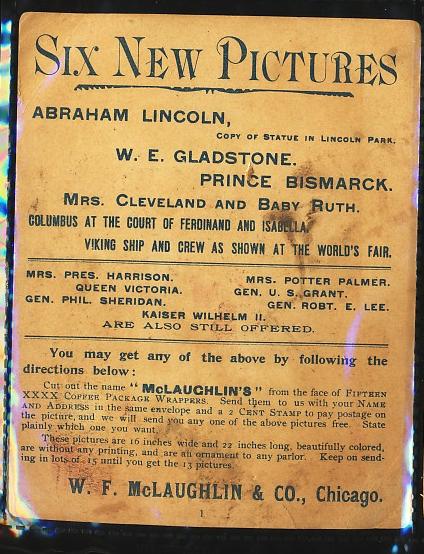 SIX NEW PICTURES
ABRAHAM LINCOLN,
COPY OF STATUE IN LINCOLN PARK.
W. E. GLADSTONE.
PRINCE BISMARCK.
MRS. CLEVELAND AND BABY RUTH.
COLUMBUS AT THE COURT OF FERDINAND AND ISABELLA.
VIKING SHIP AND CREW AS SHOWN AT THE WORLD'S FAIR.
MRS. PRES. HARRISON.
MRS. POTTER PALMER.
QUEEN VICTORIA.
GEN. U. S. GRANT.
GEN. PHIL. SHERIDAN.
GEN. ROBT. E. LEE.
KAISER WILHELM II.
ARE ALSO STILL OFFERED.
You may get any of the above by following the
directions below:
Cut out the name "McLAUGHLIN'S" from the face of FIFTEEN
XXXX COFFEE PACKAGE WRAPPERS. Send them to us with your NAME
AND ADDRESS in the same envelope and a 2 CENT STAMP to pay postage on
the picture, and we will send you any one of the above pictures free. State
plainly which one you want.
These pictures are 16 inches wide and 22 inches long, beautifully colored,
are without any printing, and are an ornament to any parlor. Keep on send-
ing in lots of 15 until you get the 13 pictures.
W. F. McLAUGHLIN & CO., Chicago.
1